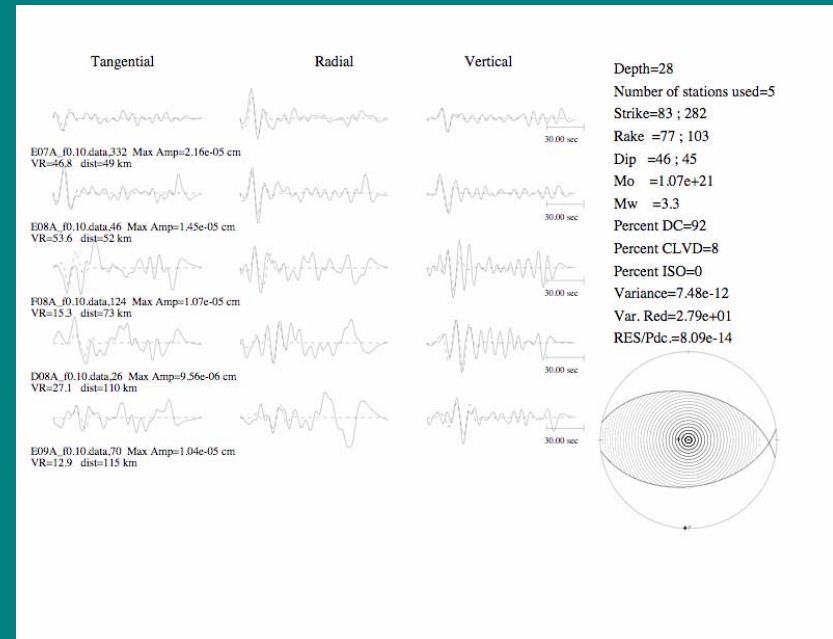 Tangential Radial Vertical
30.00 sec
E07A_f0.10.data,332 Max Amp=2.16e-05 cm
VR=46.8 dist=49 km
30.00 sec
E08A_f0.10.data,46 Max Amp=1.45e-05 cm
VR=53.6 dist=52 km
30.00 sec
F08A_f0.10.data,124 Max Amp=1.07e-05 cm
VR=15.3 dist=73 km
30.00 sec
D08A_f0.10.data,26 Max Amp=9.56e-06 cm
VR=27.1 dist=110 km
30.00 sec
E09A_f0.10.data,70 Max Amp=1.04e-05 cm
VR=12.9 dist=115 km
Depth=28
Number of stations used=5
Strike=83 ; 282
Rake =77 ; 103
Dip =46 ; 45
Mo =1.07e+21
Mw =3.3
Percent DC=92
Percent CLVD=8
Percent ISO=0
Variance=7.48e-12
Var. Red=2.79e+01
RES/Pdc.=8.09e-14